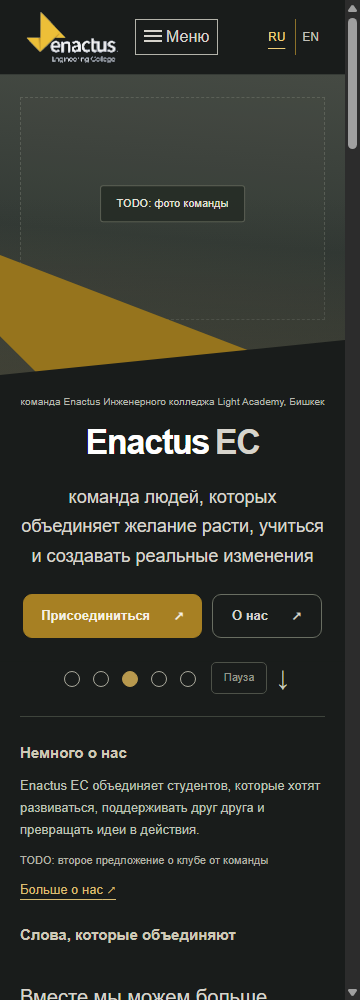 enactus
Engineering College
Меню
RU
EN
TODO: фото команды
команда Enactus Инженерного колледжа Light Academy, Бишкек
Enactus EC
команда людей, которых
объединяет желание расти, учиться
и создавать реальные изменения
Присоединиться ↗
О нас ↗
Пауза ↓
Немного о нас
Enactus EC объединяет студентов, которые хотят
развиваться, поддерживать друг друга и
превращать идеи в действия.
TODO: второе предложение о клубе от команды
Больше о нас ↗
Слова, которые объединяют
Вместе мы можем больше